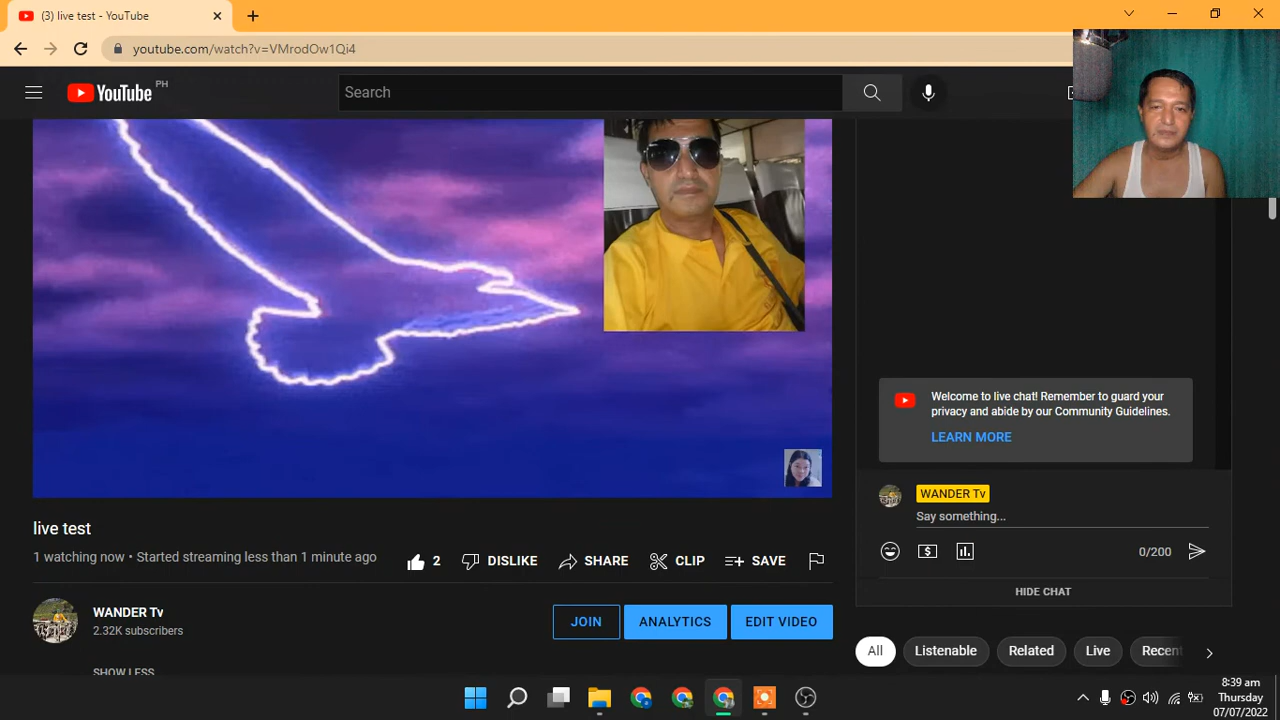 (3) live test - YouTube
youtube.com/watch?v=VMrodOw1Qi4
YouTube PH
Search
Welcome to live chat! Remember to guard your
privacy and abide by our Community Guidelines.
LEARN MORE
WANDER Tv
Say something...
0/200
HIDE CHAT
live test
1 watching now • Started streaming less than 1 minute ago
2 DISLIKE SHARE CLIP SAVE
WANDER Tv
2.32K subscribers
JOIN ANALYTICS EDIT VIDEO
SHOW LESS
All Listenable Related Live Recent
8:39 am
Thursday
07/07/2022